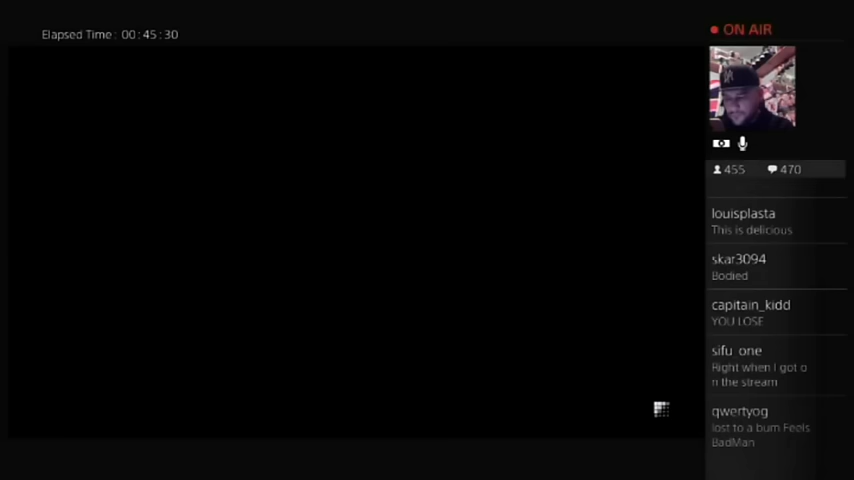 Elapsed Time: 00:45:30
ON AIR
455 470
louisplasta
This is delicious
skar3094
Bodied
capitain_kidd
YOU LOSE
sifu_one
Right when I got o
n the stream
qwertyog
lost to a bum Feels
BadMan